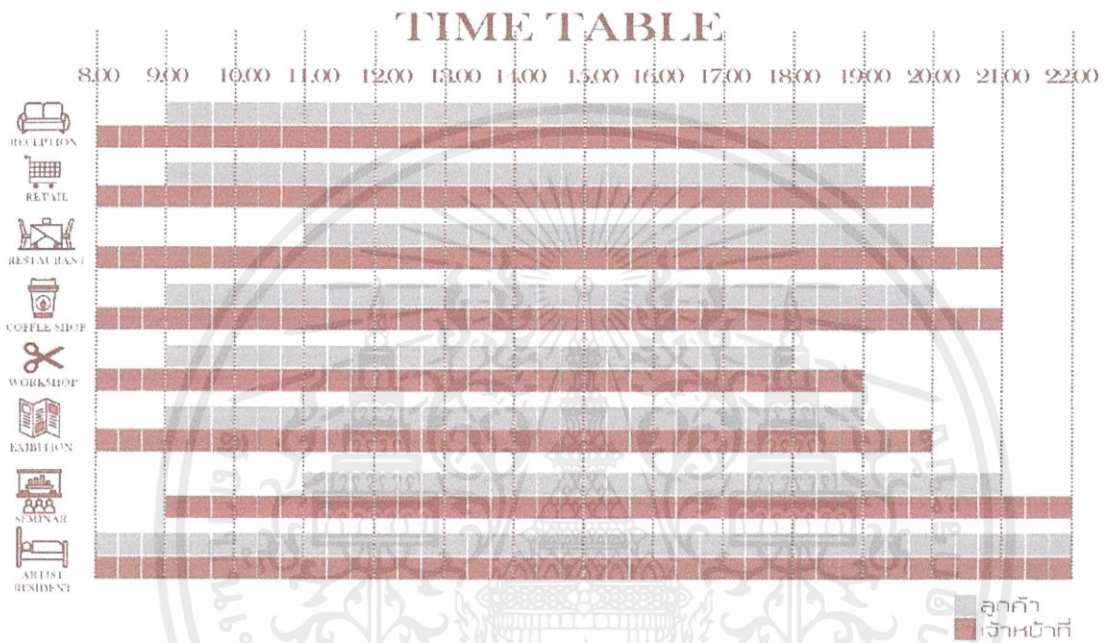 TIME TABLE
8.00 9.00 10.00 11.00 12.00 13.00 14.00 15.00 16.00 17.00 18.00 19.00 20.00 21.00 22.00
RECEPTION
RETAIL
RESTAURANT
COFFEE SHOP
WORKSHOP
EXIBITION
SEMINAR
ARTIST
RESIDENT
ลูกค้า
เจ้าหน้าที่